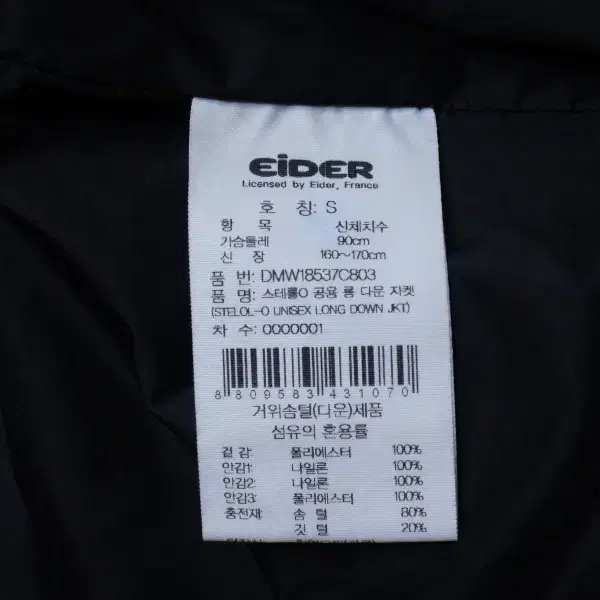 EiDER
Licensed by Eider, France
호 칭: S
항 목 신체치수
가슴둘레 90cm
신 장 160~170cm
품 번: DMW18537C803
품 명: 스테롤O 공용 롱 다운 자켓
(STELOL-O UNISEX LONG DOWN JKT)
차 수: 0000001
8 809583 431070
거위솜털(다운)제품
섬유의 혼용률
겉 감: 폴리에스터 100%
안감1: 나일론 100%
안감2: 나일론 100%
안감3: 폴리에스터 100%
충전재: 솜 털 80%
깃 털 20%